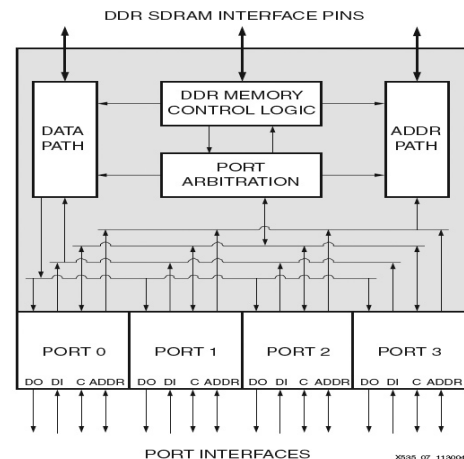 DDR SDRAM INTERFACE PINS
DATA PATH
DDR MEMORY
CONTROL LOGIC
ADDR PATH
PORT
ARBITRATION
PORT 0
PORT 1
PORT 2
PORT 3
DO DI C ADDR
DO DI C ADDR
DO DI C ADDR
DO DI C ADDR
PORT INTERFACES